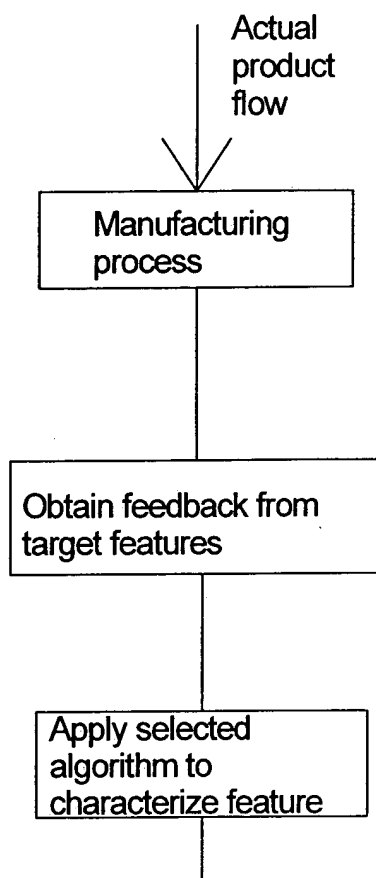 Actual
product
flow
Manufacturing
process
Obtain feedback from
target features
Apply selected
algorithm to
characterize feature